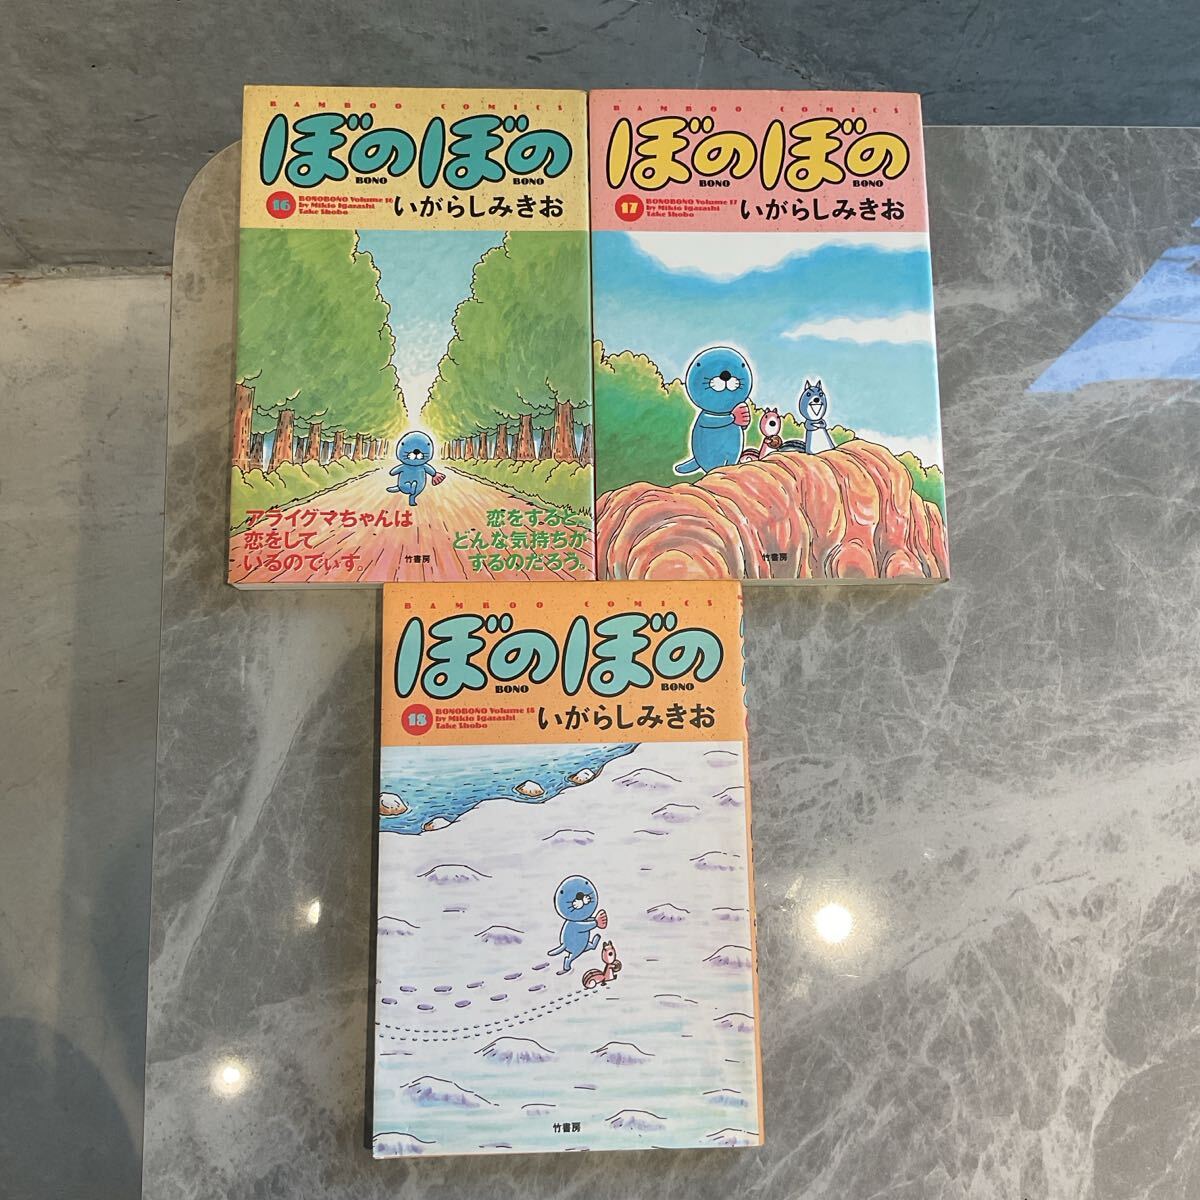 BAMBOO COMICS
ぼのぼの
BONO BONO
16
BONOBONO Volume 16
by Mikio Igarashi
Take Shobo
いがらしみきお
アライグマちゃんは
恋をして
いるのでぃす。
恋をすると。
どんな気持ちが
するのだろう。
竹書房
BAMBOO COMICS
ぼのぼの
BONO BONO
17
BONOBONO Volume 17
by Mikio Igarashi
Take Shobo
いがらしみきお
竹書房
BAMBOO COMICS
ぼのぼの
BONO BONO
18
BONOBONO Volume 18
by Mikio Igarashi
Take Shobo
いがらしみきお
竹書房